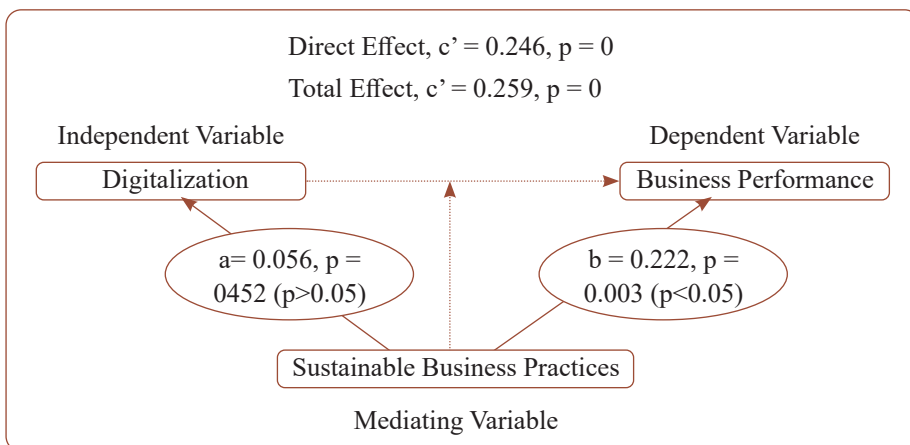 Direct Effect, c’ = 0.246, p = 0
Total Effect, c’ = 0.259, p = 0
Independent Variable
Dependent Variable
Digitalization
Business Performance
a= 0.056, p =
0452 (p>0.05)
b = 0.222, p =
0.003 (p<0.05)
Sustainable Business Practices
Mediating Variable